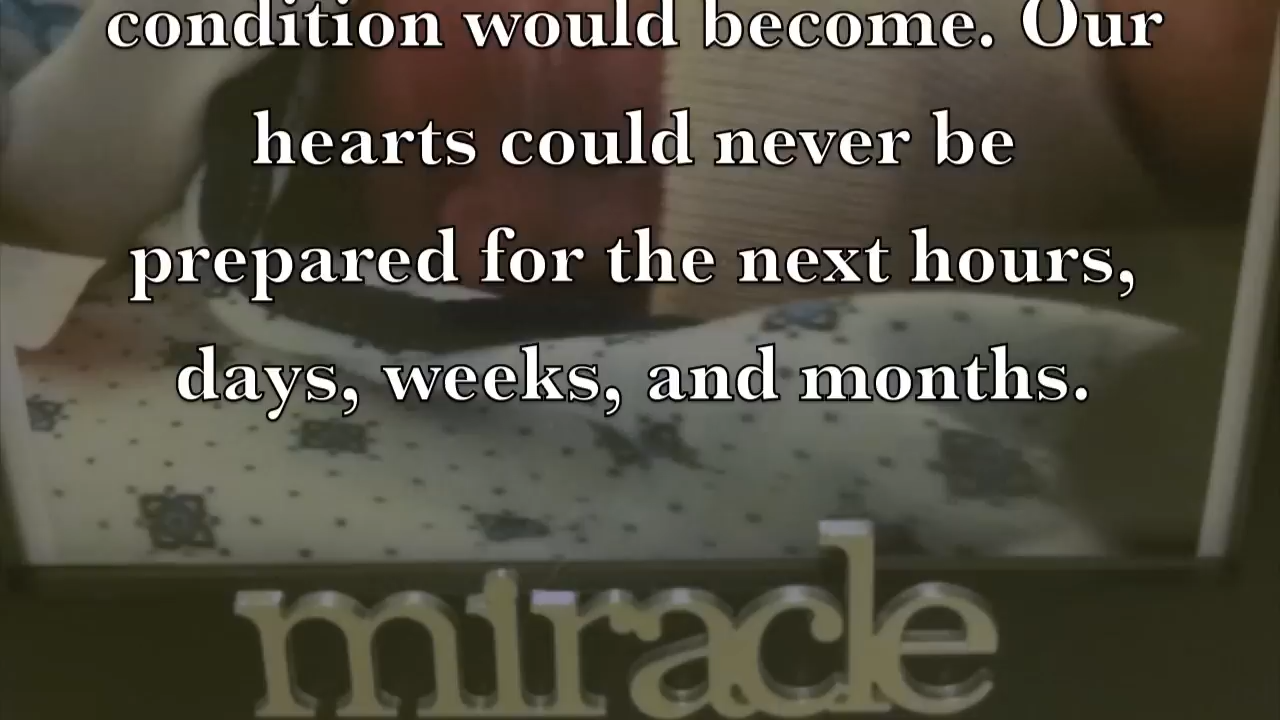 condition would become. Our
hearts could never be
prepared for the next hours,
days, weeks, and months.
miracle